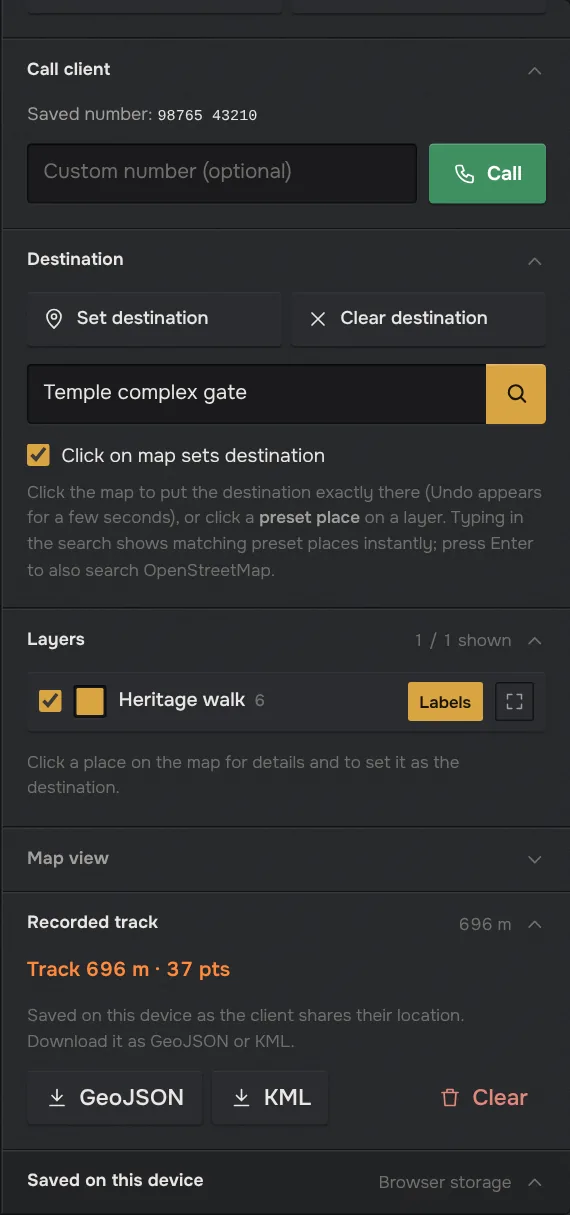 Call client
Saved number: 98765 43210
Custom number (optional)
Call
Destination
Set destination
Clear destination
Temple complex gate
Click on map sets destination
Click the map to put the destination exactly there (Undo appears
for a few seconds), or click a preset place on a layer. Typing in
the search shows matching preset places instantly; press Enter
to also search OpenStreetMap.
Layers 1 / 1 shown
Heritage walk 6 Labels
Click a place on the map for details and to set it as the
destination.
Map view
Recorded track 696 m
Track 696 m · 37 pts
Saved on this device as the client shares their location.
Download it as GeoJSON or KML.
GeoJSON KML Clear
Saved on this device Browser storage